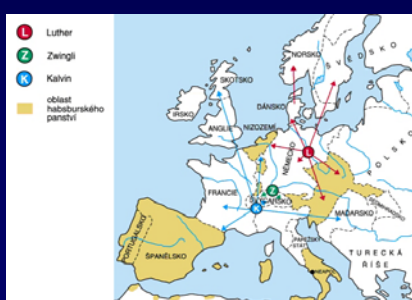 L Luther
Z Zwingli
K Kalvín
oblast
habsburského
panství
NORSKO
ŠVÉDSKO
SKOTSKO
DÁNSKO
IRSKO
ANGLIE
NIZOZEMÍ
L
NĚMECKO
POLSKO
Z
FRANCIE
K
MAĎARSKO
PAPEŽSKÝ
STÁT
TURECKÁ
ŘÍŠE
PORTUGALSKO
ŠPANĚLSKO
NEAPOL